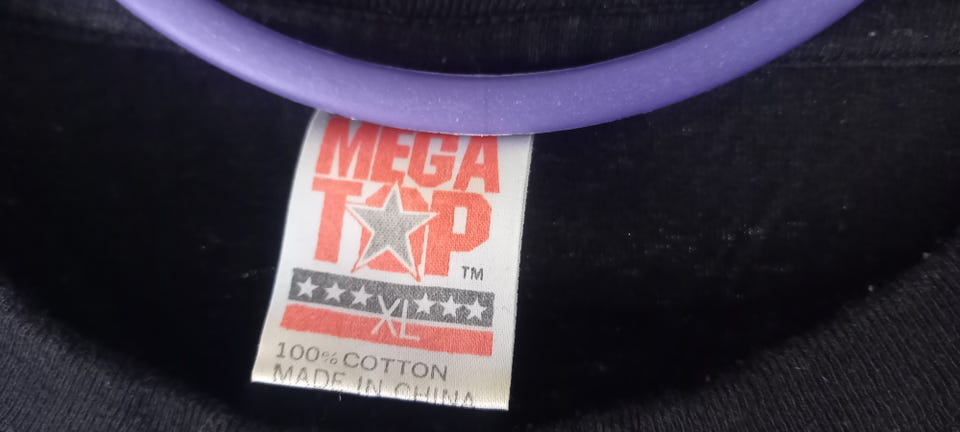 MEGA
TOP
TM
XL
100% COTTON
MADE IN CHINA